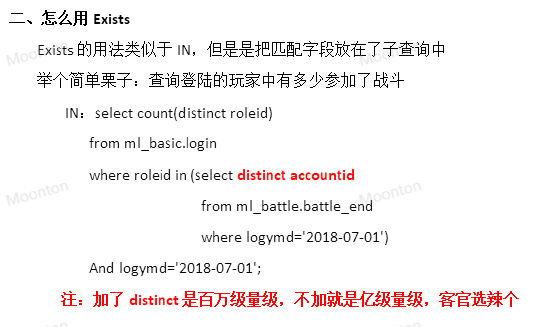 二、怎么用 Exists
Exists 的用法类似于 IN，但是是把匹配字段放在了子查询中
举个简单栗子：查询登陆的玩家中有多少参加了战斗
IN：select count(distinct roleid)
from ml_basic.login
where roleid in (select distinct accountid
from ml_battle.battle_end
where logymd='2018-07-01')
And logymd='2018-07-01';
注：加了 distinct 是百万级量级，不加就是亿级量级，客官选辣个
Moonton
Moonton
Moonton
Moonton